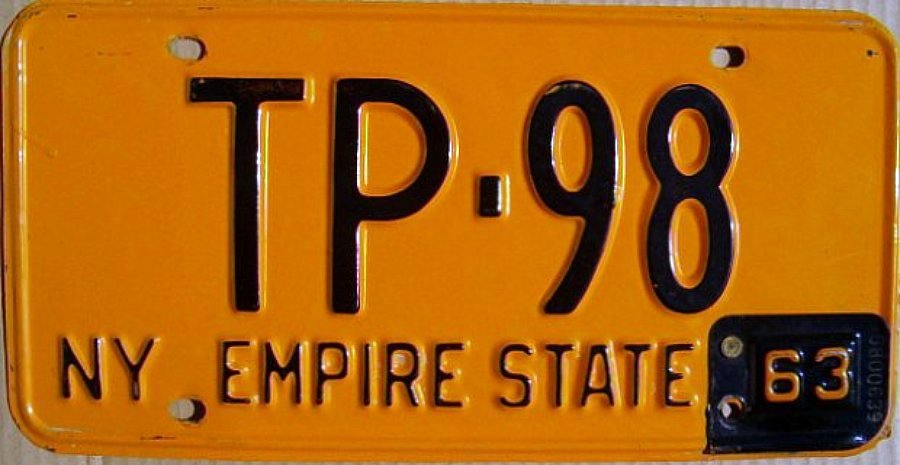 TP-98
NY EMPIRE STATE
63